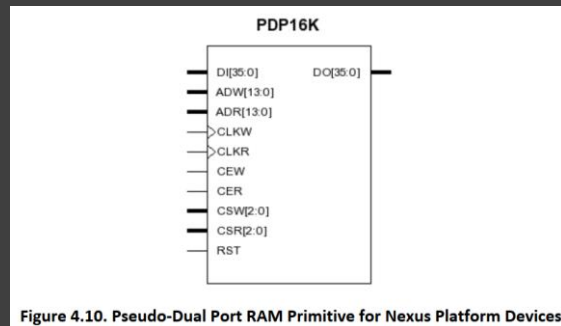 PDP16K
DI[35:0] DO[35:0]
ADW[13:0]
ADR[13:0]
CLKW
CLKR
CEW
CER
CSW[2:0]
CSR[2:0]
RST
Figure 4.10. Pseudo-Dual Port RAM Primitive for Nexus Platform Devices